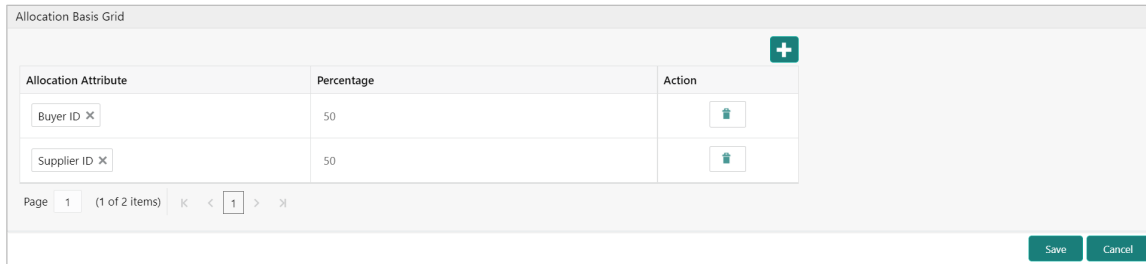 Allocation Basis Grid
Allocation Attribute Percentage Action
Buyer ID 50
Supplier ID 50
Page 1 (1 of 2 items) 1
Save Cancel